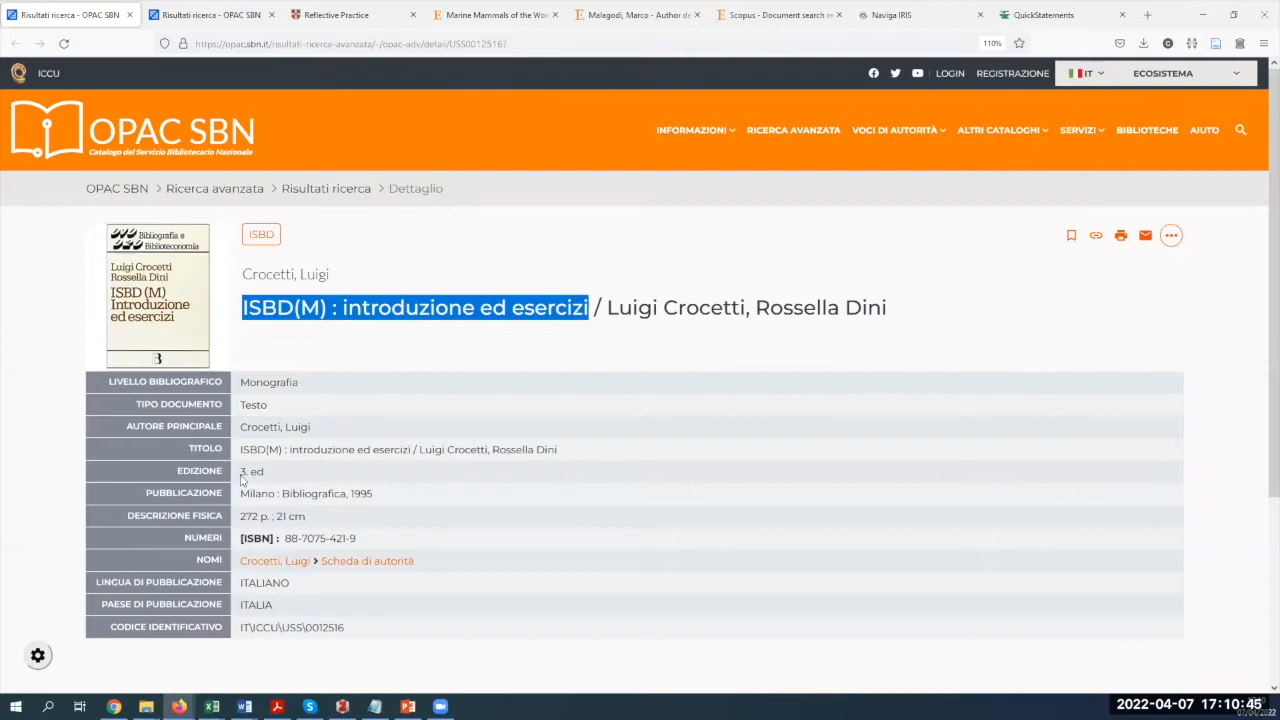 Risultati ricerca - OPAC SBN
Risultati ricerca - OPAC SBN
Reflective Practice
Marine Mammals of the Wo
Malagodi, Marco - Author de
Scopus - Document search re
Naviga IRIS
QuickStatements
https://opac.sbn.it/risultati-ricerca-avanzata/-/opac-adv/detail/USS0012516?
110%
ICCU
LOGIN
REGISTRAZIONE
IT
ECOSISTEMA
OPAC SBN
Catalogo del Servizio Bibliotecario Nazionale
INFORMAZIONI
RICERCA AVANZATA
VOCI DI AUTORITÀ
ALTRI CATALOGHI
SERVIZI
BIBLIOTECHE
AIUTO
OPAC SBN > Ricerca avanzata > Risultati ricerca > Dettaglio
Bibliografia e
Biblioteconomia
Luigi Crocetti
Rossella Dini
ISBD (M)
Introduzione
ed esercizi
B
ISBD
Crocetti, Luigi
ISBD(M) : introduzione ed esercizi / Luigi Crocetti, Rossella Dini
LIVELLO BIBLIOGRAFICO Monografia
TIPO DOCUMENTO Testo
AUTORE PRINCIPALE Crocetti, Luigi
TITOLO ISBD(M) : introduzione ed esercizi / Luigi Crocetti, Rossella Dini
EDIZIONE 3. ed
PUBBLICAZIONE Milano : Bibliografica, 1995
DESCRIZIONE FISICA 272 p. ; 21 cm
NUMERI [ISBN] : 88-7075-421-9
NOMI Crocetti, Luigi > Scheda di autorità
LINGUA DI PUBBLICAZIONE ITALIANO
PAESE DI PUBBLICAZIONE ITALIA
CODICE IDENTIFICATIVO IT\ICCU\USS\0012516
2022-04-07 17:10:45
07/04/2022